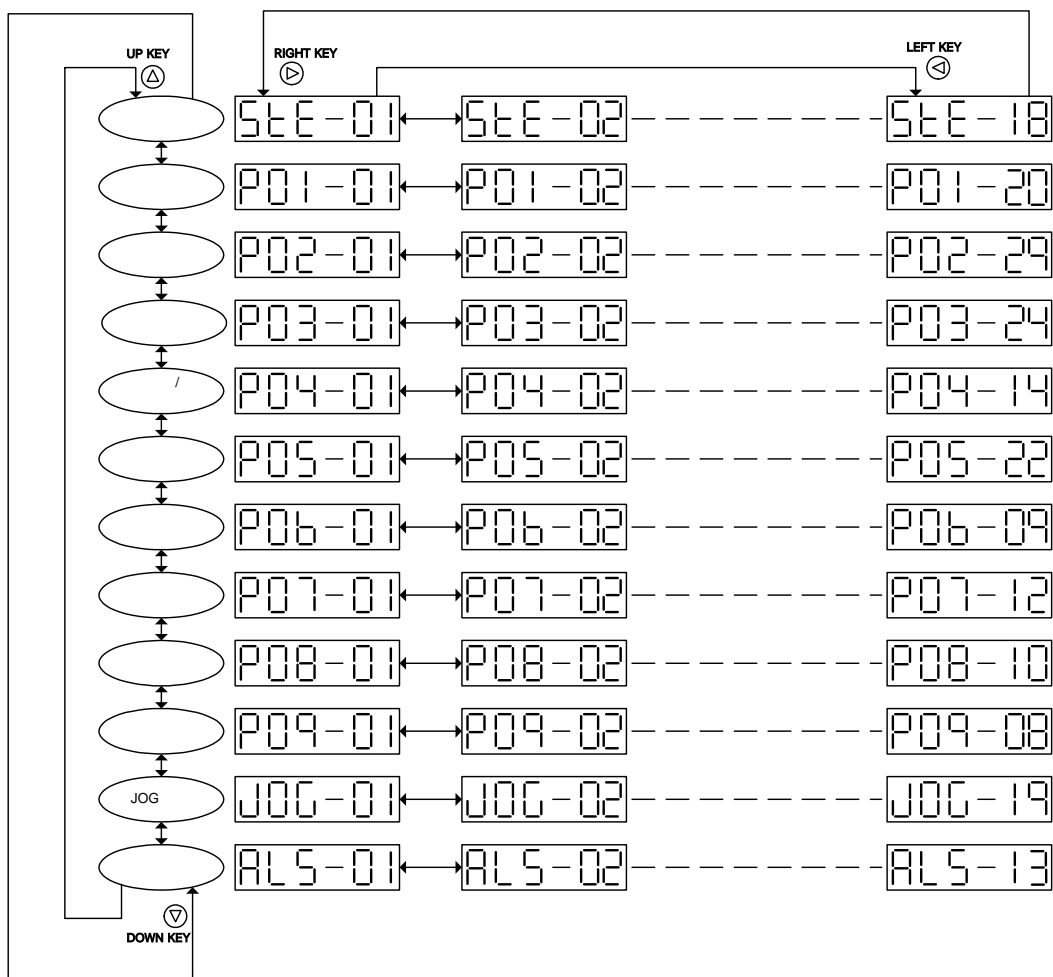 UP KEY
RIGHT KEY
LEFT KEY
StE-01 StE-02 StE-18
P01-01 P01-02 P01-20
P02-01 P02-02 P02-29
P03-01 P03-02 P03-24
/ P04-01 P04-02 P04-14
P05-01 P05-02 P05-22
P06-01 P06-02 P06-09
P07-01 P07-02 P07-12
P08-01 P08-02 P08-10
P09-01 P09-02 P09-08
JOG JOG-01 JOG-02 JOG-19
ALS-01 ALS-02 ALS-13
DOWN KEY